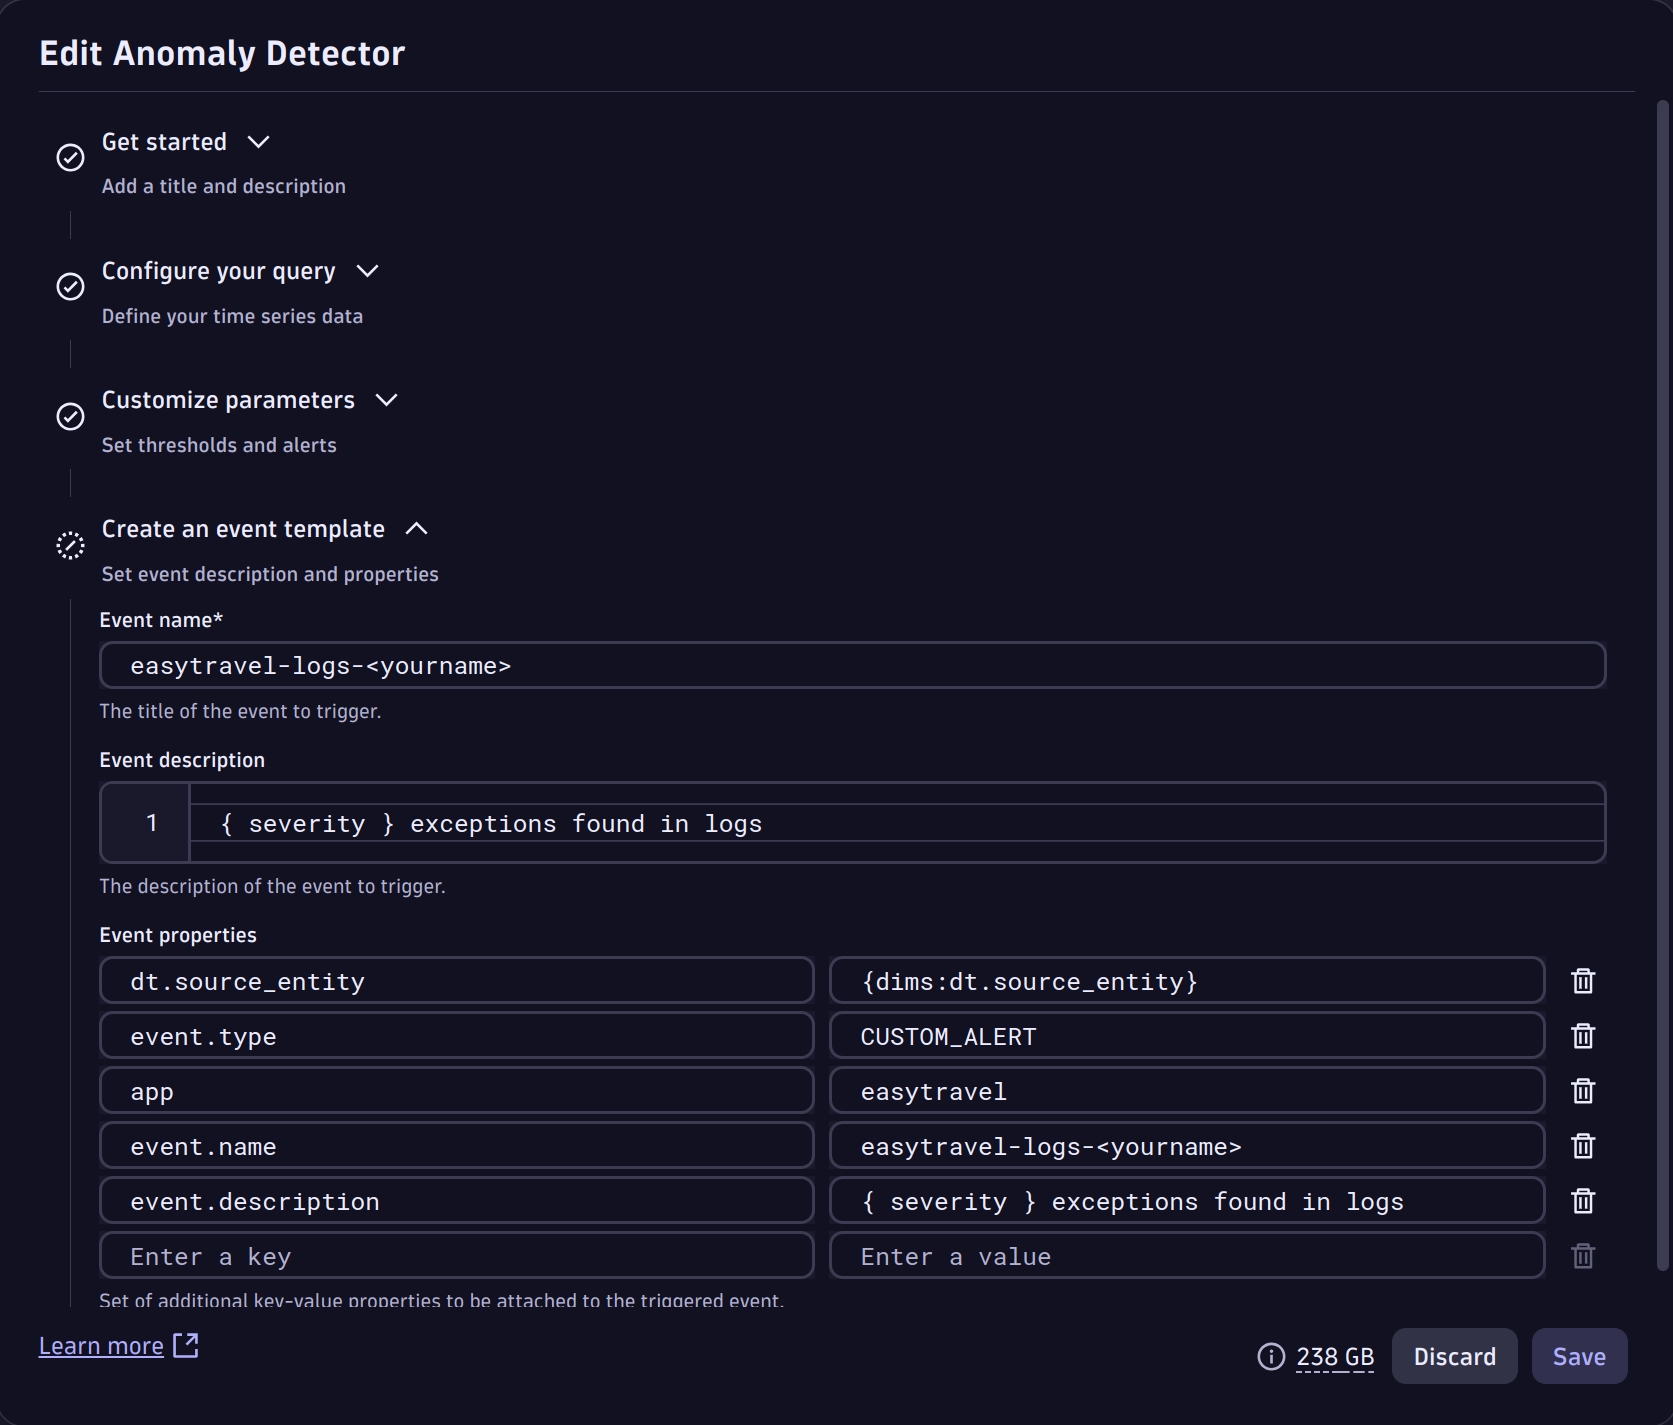 Edit Anomaly Detector
Get started
Add a title and description
Configure your query
Define your time series data
Customize parameters
Set thresholds and alerts
Create an event template
Set event description and properties
Event name*
easytravel-logs-<yourname>
The title of the event to trigger.
Event description
1 { severity } exceptions found in logs
The description of the event to trigger.
Event properties
dt.source_entity {dims:dt.source_entity}
event.type CUSTOM_ALERT
app easytravel
event.name easytravel-logs-<yourname>
event.description { severity } exceptions found in logs
Enter a key Enter a value
Set of additional key-value properties to be attached to the triggered event.
Learn more 238 GB Discard Save